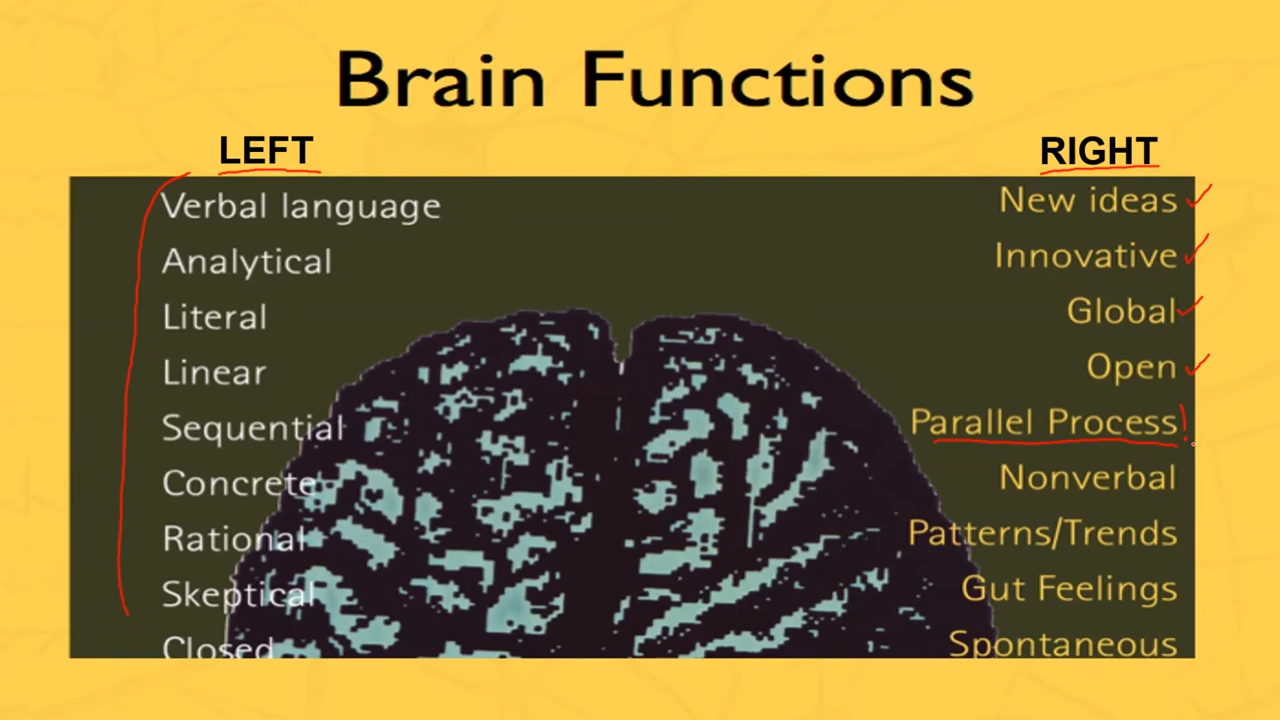 Brain Functions
LEFT
RIGHT
Verbal language
Analytical
Literal
Linear
Sequential
Concrete
Rational
Skeptical
Closed
New ideas
Innovative
Global
Open
Parallel Process
Nonverbal
Patterns/Trends
Gut Feelings
Spontaneous